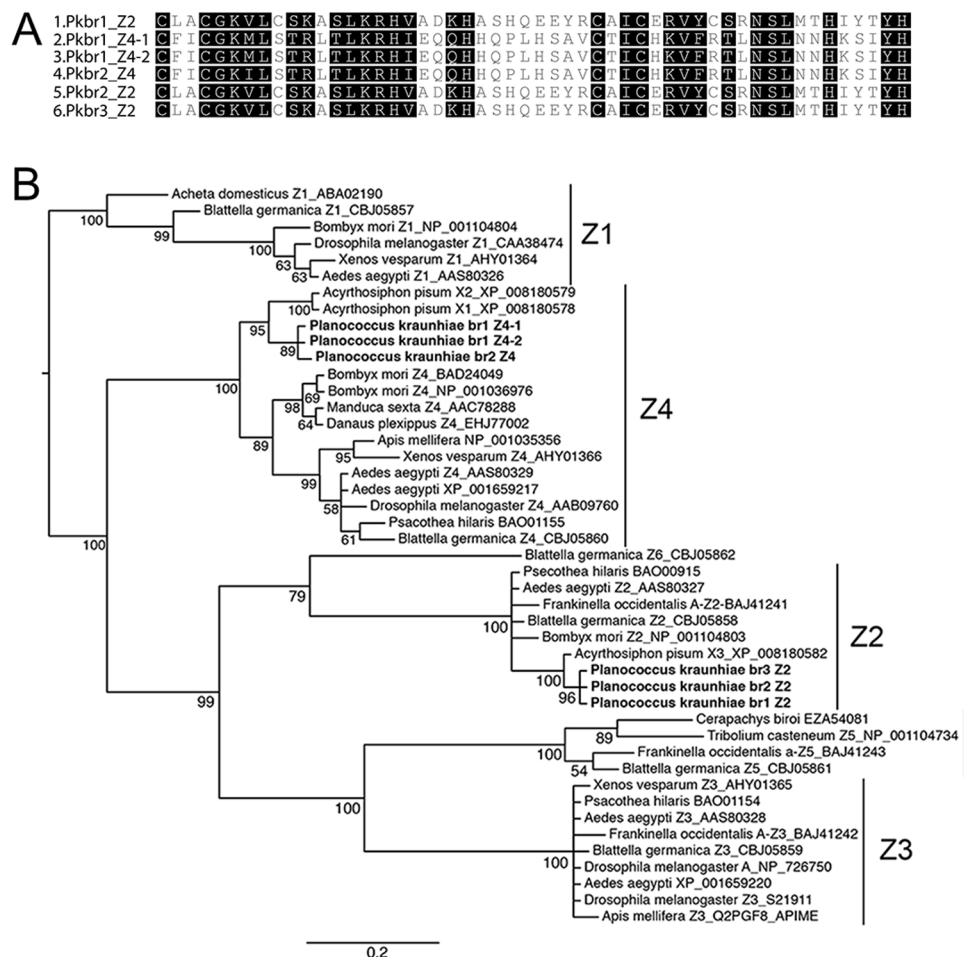 A
1.Pkbr1_Z2 CLACGKVLCSKASLKRHVADKHASHQEEYRCAICERVYCSRNSLMTHIYTYH
2.Pkbr1_Z4-1 CFICGKMLSTRLTLKRHIEQQHHQPLHSAVCTICHKVFRTLNSLNNHKSIYH
3.Pkbr1_Z4-2 CFICGKMLSTRLTLKRHIEQQHHQPLHSAVCTICHKVFRTLNSLNNHKSIYH
4.Pkbr2_Z4 CFICGKILSTRLTLKRHIEQQHHQPLHSAVCTICHKVFRTLNSLNNHKSIYH
5.Pkbr2_Z2 CLACGKVLCSKASLKRHVADKHASHQEEYRCAICERVYCSRNSLMTHIYTYH
6.Pkbr3_Z2 CLACGKVLCSKASLKRHVADKHASHQEEYRCAICERVYCSRNSLMTHIYTYH
B
Acheta domesticus Z1_ABA02190
Blattella germanica Z1_CBJ05857
Bombyx mori Z1_NP_001104804
Drosophila melanogaster Z1_CAA38474
Xenos vesparum Z1_AHY01364
Aedes aegypti Z1_AAS80326
100
99
100
63
63
Z1
Acyrthosiphon pisum X2_XP_008180579
Acyrthosiphon pisum X1_XP_008180578
Planococcus kraunhiae br1 Z4-1
Planococcus kraunhiae br1 Z4-2
Planococcus kraunhiae br2 Z4
Bombyx mori Z4_BAD24049
Bombyx mori Z4_NP_001036976
Manduca sexta Z4_AAC78288
Danaus plexippus Z4_EHJ77002
Apis mellifera NP_001035356
Xenos vesparum Z4_AHY01366
Aedes aegypti Z4_AAS80329
Aedes aegypti XP_001659217
Drosophila melanogaster Z4_AAB09760
Psacothea hilaris BAO01155
Blattella germanica Z4_CBJ05860
100
95
89
100
69
98
64
89
95
99
58
61
Z4
100
Blattella germanica Z6_CBJ05862
Psecothea hilaris BAO00915
Aedes aegypti Z2_AAS80327
Frankinella occidentalis A-Z2-BAJ41241
Blattella germanica Z2_CBJ05858
Bombyx mori Z2_NP_001104803
Acyrthosiphon pisum X3_XP_008180582
Planococcus kraunhiae br3 Z2
Planococcus kraunhiae br2 Z2
Planococcus kraunhiae br1 Z2
79
100
100
96
Z2
99
Cerapachys biroi EZA54081
Tribolium casteneum Z5_NP_001104734
Frankinella occidentalis a-Z5_BAJ41243
Blattella germanica Z5_CBJ05861
89
100
54
100
Xenos vesparum Z3_AHY01365
Psacothea hilaris BAO01154
Aedes aegypti Z3_AAS80328
Frankinella occidentalis A-Z3_BAJ41242
Blattella germanica Z3_CBJ05859
Drosophila melanogaster A_NP_726750
Aedes aegypti XP_001659220
Drosophila melanogaster Z3_S21911
Apis mellifera Z3_Q2PGF8_APIME
100
Z3
0.2